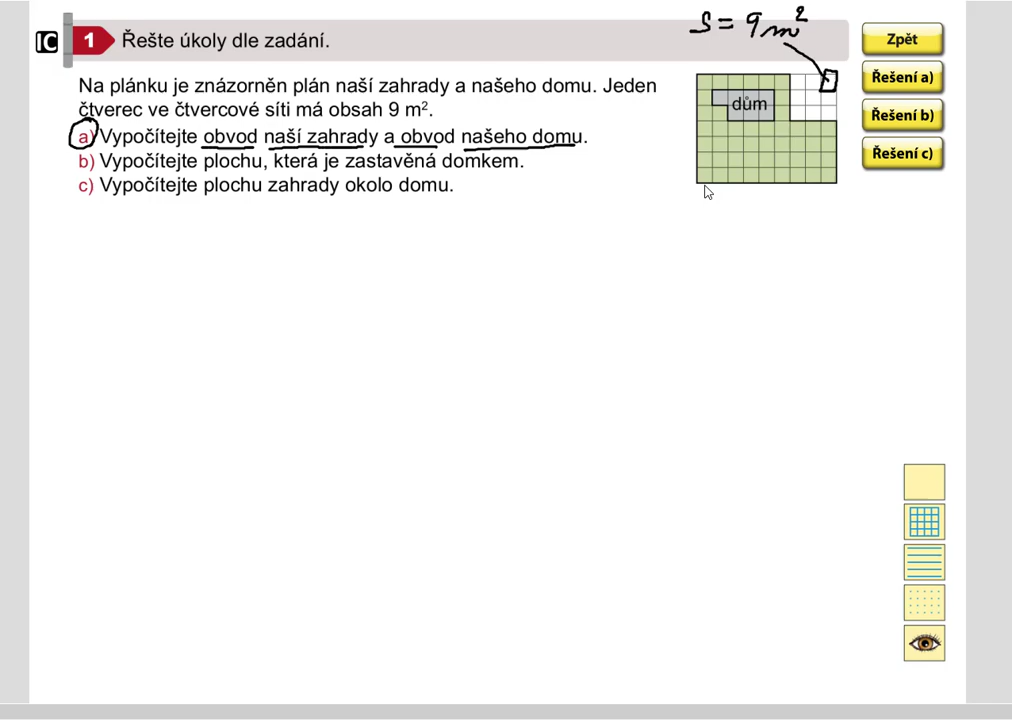 S = 9 m²
IC 1 Řešte úkoly dle zadání.
Zpět
Na plánku je znázorněn plán naší zahrady a našeho domu. Jeden
čtverec ve čtvercové síti má obsah 9 m².
a) Vypočítejte obvod naší zahrady a obvod našeho domu.
b) Vypočítejte plochu, která je zastavěná domkem.
c) Vypočítejte plochu zahrady okolo domu.
dům
Řešení a)
Řešení b)
Řešení c)